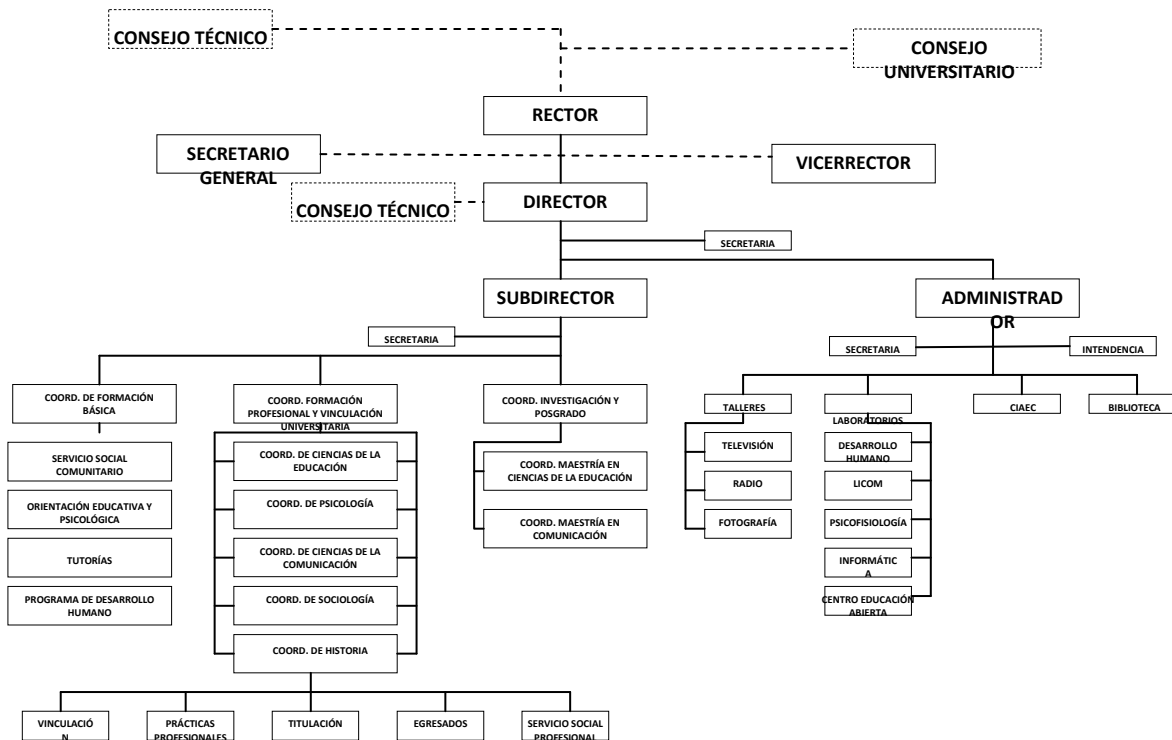 CONSEJO TÉCNICO
CONSEJO
UNIVERSITARIO
RECTOR
SECRETARIO
GENERAL
VICERRECTOR
CONSEJO TÉCNICO
DIRECTOR
SECRETARIA
SUBDIRECTOR
ADMINISTRAD
OR
SECRETARIA
SECRETARIA
INTENDENCIA
COORD. DE FORMACIÓN
BÁSICA
COORD. FORMACIÓN
PROFESIONAL Y VINCULACIÓN
UNIVERSITARIA
COORD. INVESTIGACIÓN Y
POSGRADO
TALLERES
LABORATORIOS
CIAEC
BIBLIOTECA
SERVICIO SOCIAL
COMUNITARIO
ORIENTACIÓN EDUCATIVA Y
PSICOLÓGICA
TUTORÍAS
PROGRAMA DE DESARROLLO
HUMANO
COORD. DE CIENCIAS DE LA
EDUCACIÓN
COORD. DE PSICOLOGÍA
COORD. DE CIENCIAS DE LA
COMUNICACIÓN
COORD. DE SOCIOLOGÍA
COORD. DE HISTORIA
COORD. MAESTRÍA EN
CIENCIAS DE LA EDUCACIÓN
COORD. MAESTRÍA EN
COMUNICACIÓN
TELEVISIÓN
RADIO
FOTOGRAFÍA
DESARROLLO
HUMANO
LICOM
PSICOFISIOLOGÍA
INFORMÁTIC
A
CENTRO EDUCACIÓN
ABIERTA
VINCULACIÓ
N
PRÁCTICAS
PROFESIONALES
TITULACIÓN
EGRESADOS
SERVICIO SOCIAL
PROFESIONAL